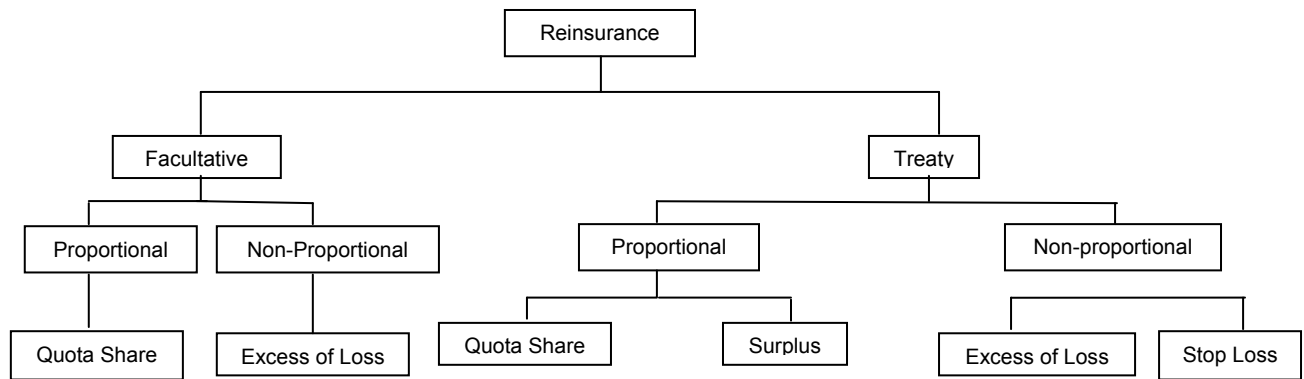 Reinsurance
Facultative
Treaty
Proportional
Non-Proportional
Proportional
Non-proportional
Quota Share
Excess of Loss
Quota Share
Surplus
Excess of Loss
Stop Loss